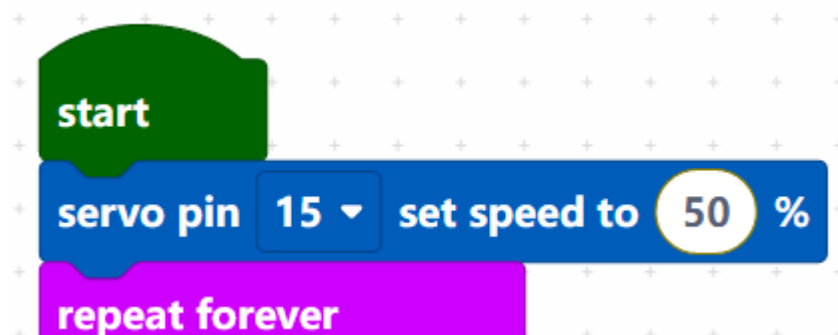 start
servo pin 15 set speed to 50 %
repeat forever